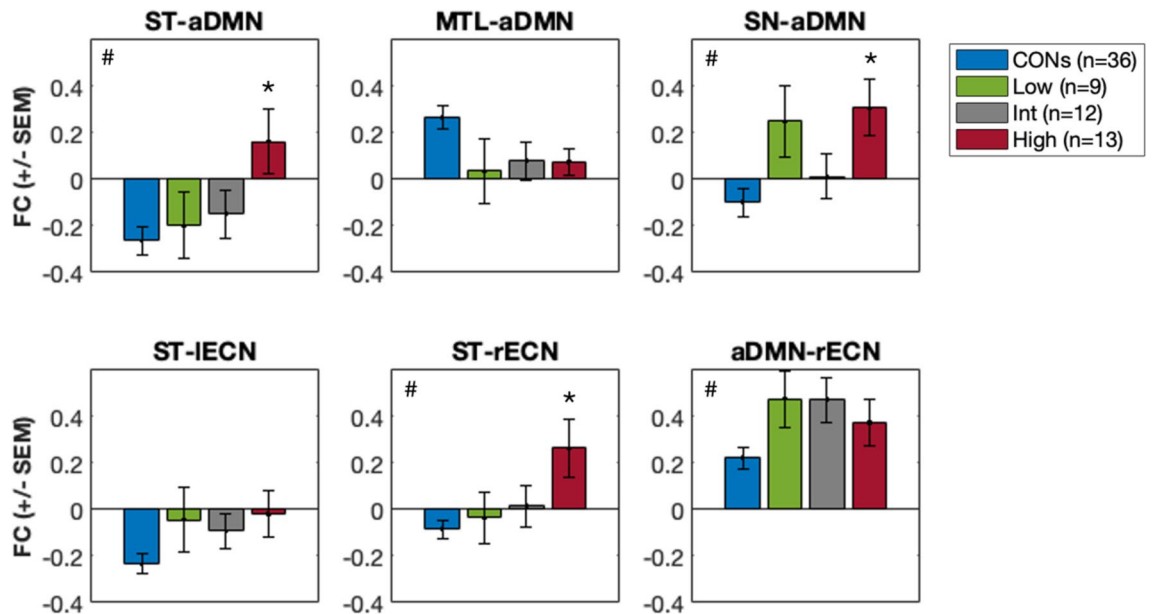 ST-aDMN MTL-aDMN SN-aDMN
# # CONs (n=36)
* * Low (n=9)
0.4 0.4 0.4 Int (n=12)
0.2 0.2 0.2 High (n=13)
0 0 0
-0.2 -0.2 -0.2
-0.4 -0.4 -0.4
FC (+/- SEM)
ST-lECN ST-rECN aDMN-rECN
# #
*
0.4 0.4 0.4
0.2 0.2 0.2
0 0 0
-0.2 -0.2 -0.2
-0.4 -0.4 -0.4
FC (+/- SEM)